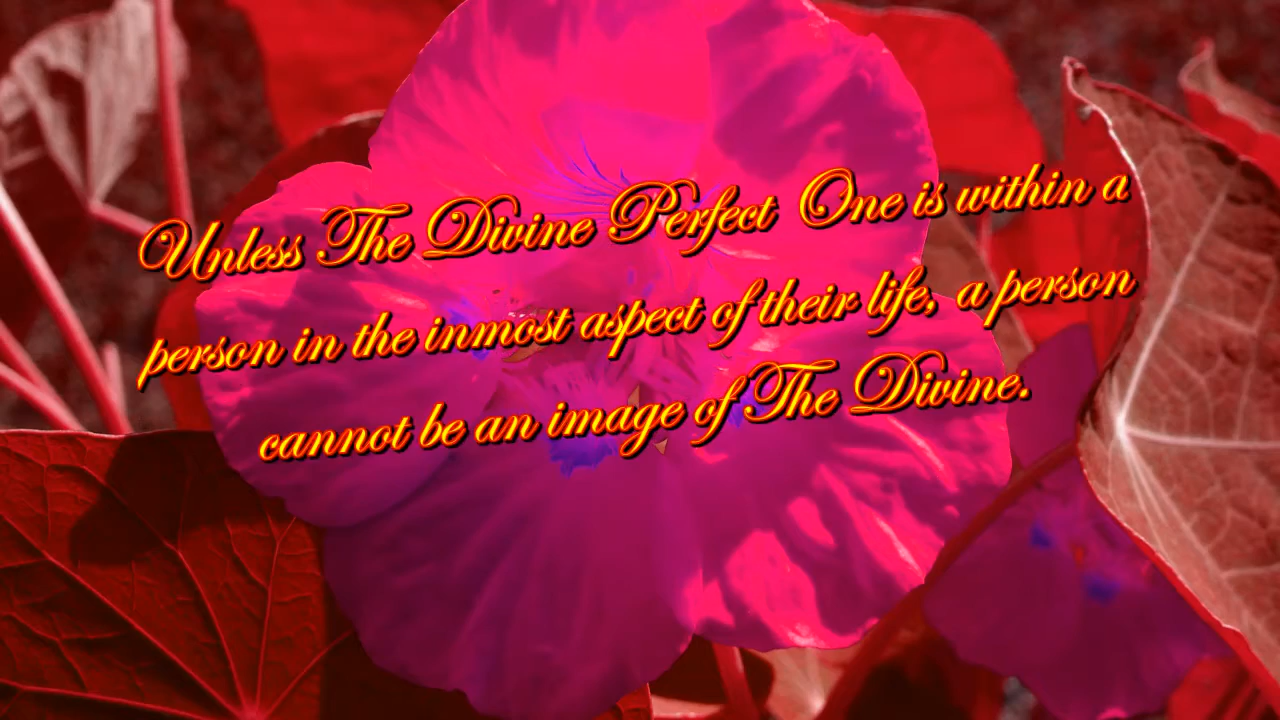 Unless The Divine Perfect One is within a
person in the inmost aspect of their life, a person
cannot be an image of The Divine.